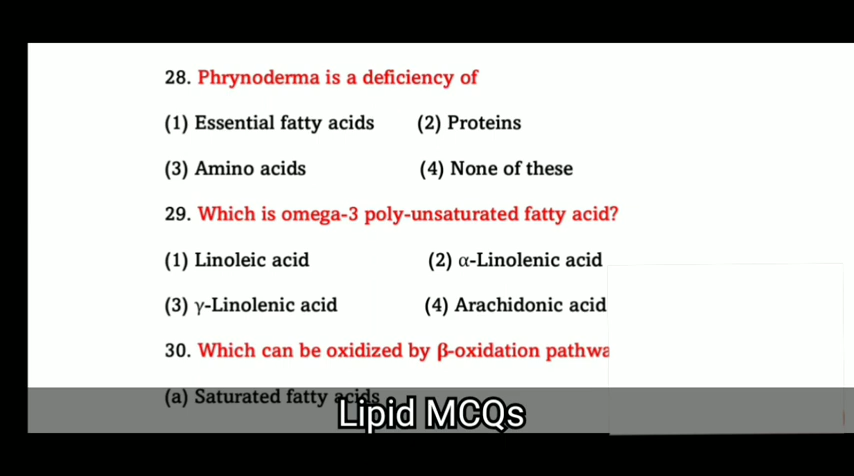 28. Phrynoderma is a deficiency of
(1) Essential fatty acids (2) Proteins
(3) Amino acids (4) None of these
29. Which is omega-3 poly-unsaturated fatty acid?
(1) Linoleic acid (2) α-Linolenic acid
(3) γ-Linolenic acid (4) Arachidonic acid
30. Which can be oxidized by β-oxidation
(a) Saturated fatty acids
Lipid MCQs